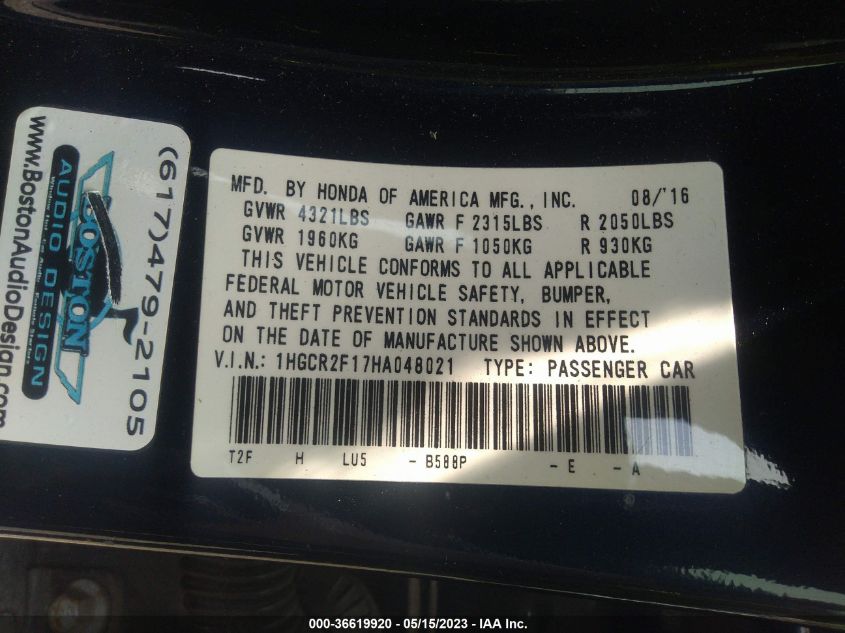 MFD. BY HONDA OF AMERICA MFG., INC. 08/'16
GVWR 4321LBS GAWR F 2315LBS R 2050LBS
GVWR 1960KG GAWR F 1050KG R 930KG
THIS VEHICLE CONFORMS TO ALL APPLICABLE
FEDERAL MOTOR VEHICLE SAFETY, BUMPER,
AND THEFT PREVENTION STANDARDS IN EFFECT
ON THE DATE OF MANUFACTURE SHOWN ABOVE.
V.I.N.: 1HGCR2F17HA048021 TYPE: PASSENGER CAR
T2F H LU5 - B588P - E - A
(617)479-2105
BOSTON
AUDIO DESIGN
www.BostonAudioDesign.com
000-36619920 - 05/15/2023 - IAA Inc.